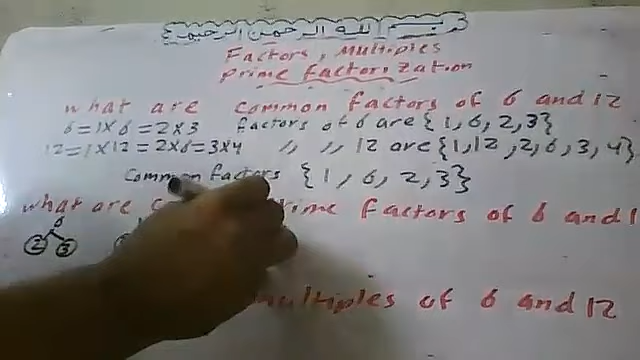 بسم الله الرحمن الرحيم
Factors, Multiples
Prime Factorization
what are common factors of 6 and 12
6=1×6=2×3 factors of 6 are {1,6,2,3}
12=1×12=2×6=3×4 〃 〃 12 are {1,12,2,6,3,4}
Common factors {1,6,2,3}
what are factors of 6 and 1
6
2 3
multiples of 6 and 12